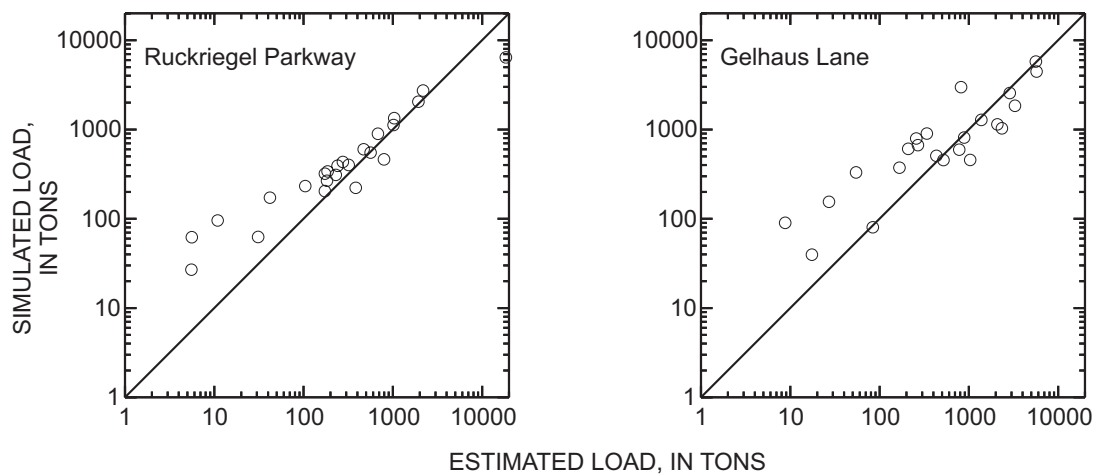 SIMULATED LOAD,
IN TONS
10000
1000
100
10
1
Ruckriegel Parkway
1 10 100 1000 10000
10000
1000
100
10
1
Gelhaus Lane
1 10 100 1000 10000
ESTIMATED LOAD, IN TONS